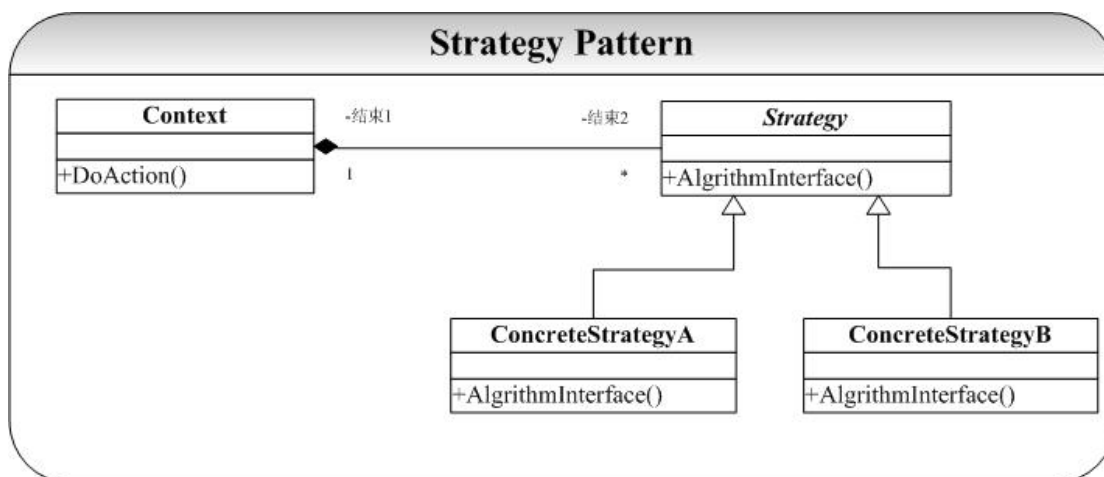 Strategy Pattern
Context
+DoAction()
-结束1
1
-结束2
*
Strategy
+AlgrithmInterface()
ConcreteStrategyA
+AlgrithmInterface()
ConcreteStrategyB
+AlgrithmInterface()